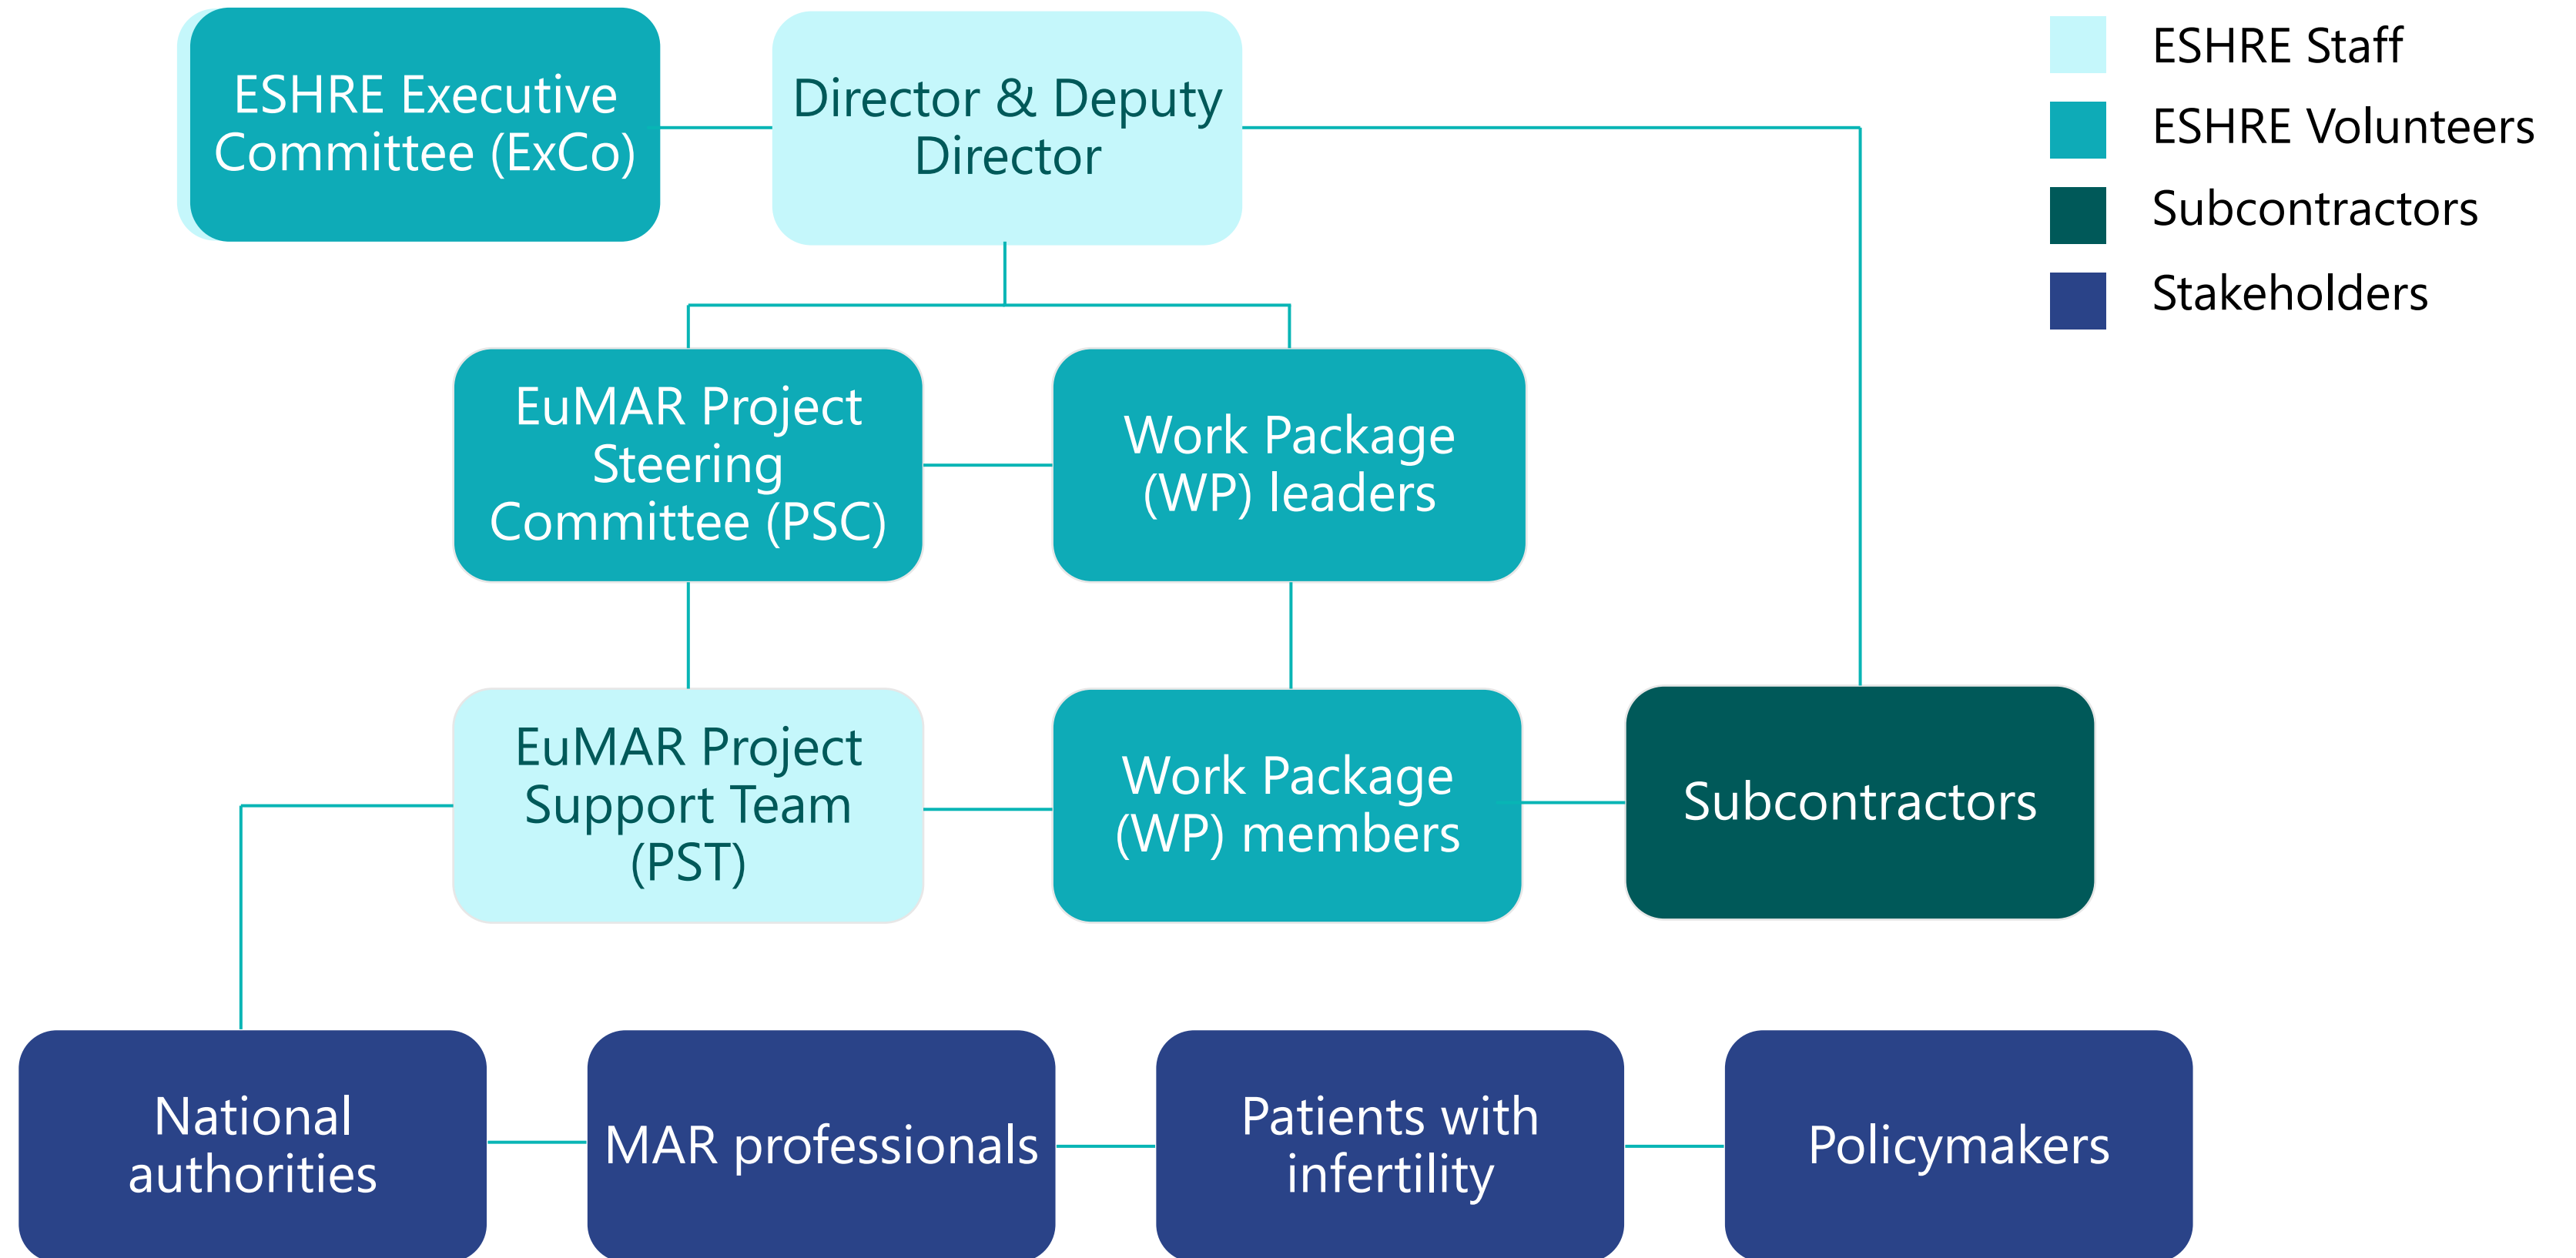 ESHRE Executive
Committee (ExCo)
Director & Deputy
Director
ESHRE Staff
ESHRE Volunteers
Subcontractors
Stakeholders
EuMAR Project
Steering
Committee (PSC)
Work Package
(WP) leaders
EuMAR Project
Support Team
(PST)
Work Package
(WP) members
Subcontractors
National
authorities
MAR professionals
Patients with
infertility
Policymakers